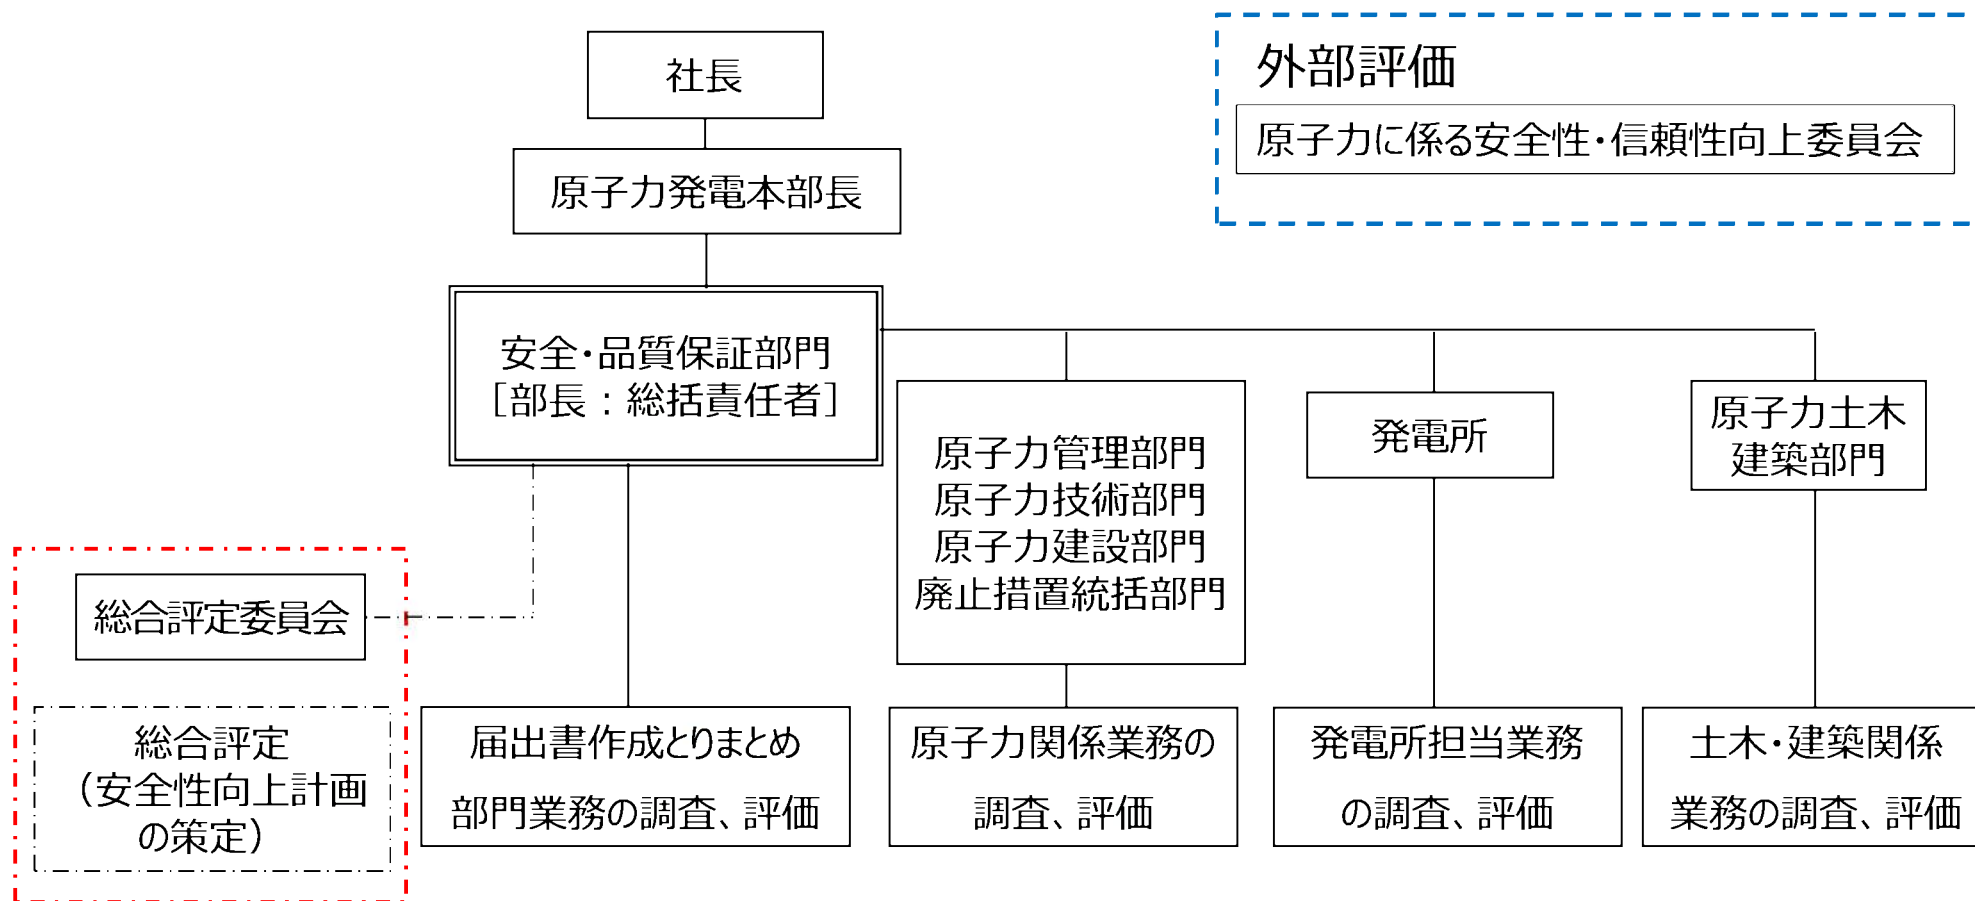 社長
外部評価
原子力に係る安全性・信頼性向上委員会
原子力発電本部長
安全・品質保証部門
[部長：総括責任者]
原子力管理部門
原子力技術部門
原子力建設部門
廃止措置統括部門
発電所
原子力土木
建築部門
総合評定委員会
総合評定
（安全性向上計画
の策定）
届出書作成とりまとめ
部門業務の調査、評価
原子力関係業務の
調査、評価
発電所担当業務
の調査、評価
土木・建築関係
業務の調査、評価